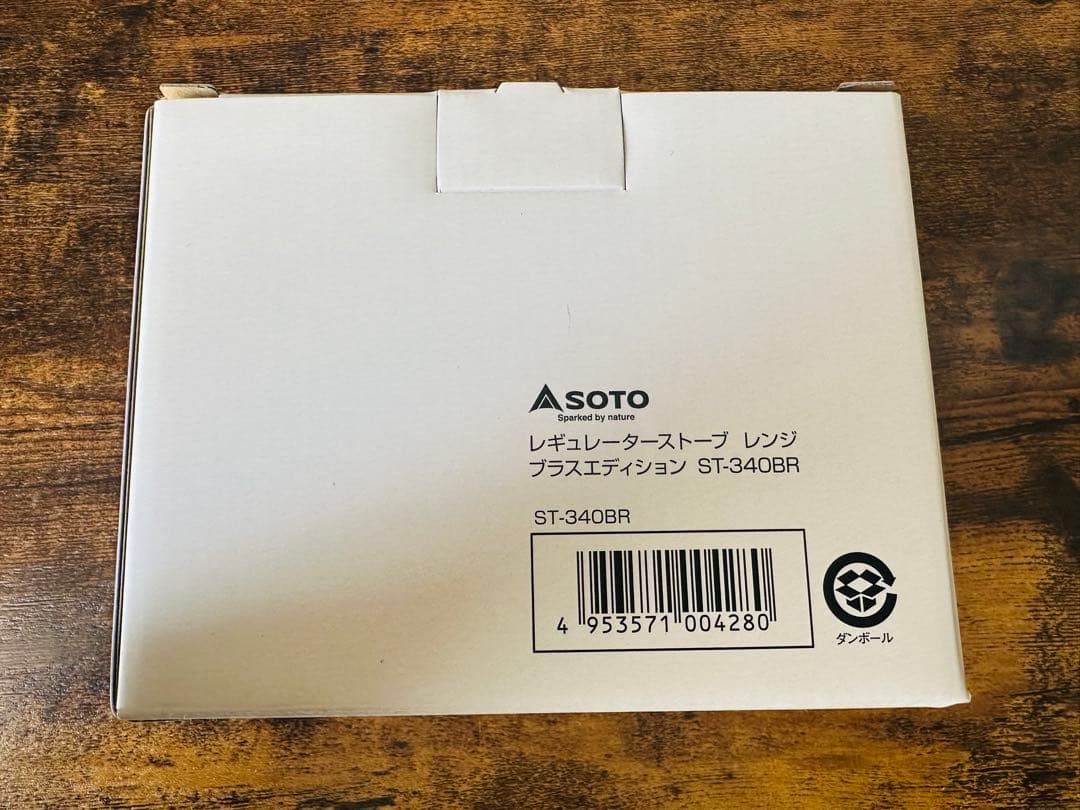 SOTO
Sparked by nature
レギュレーターストーブ レンジ
ブラスエディション ST-340BR
ST-340BR
4 953571 004280
ダンボール